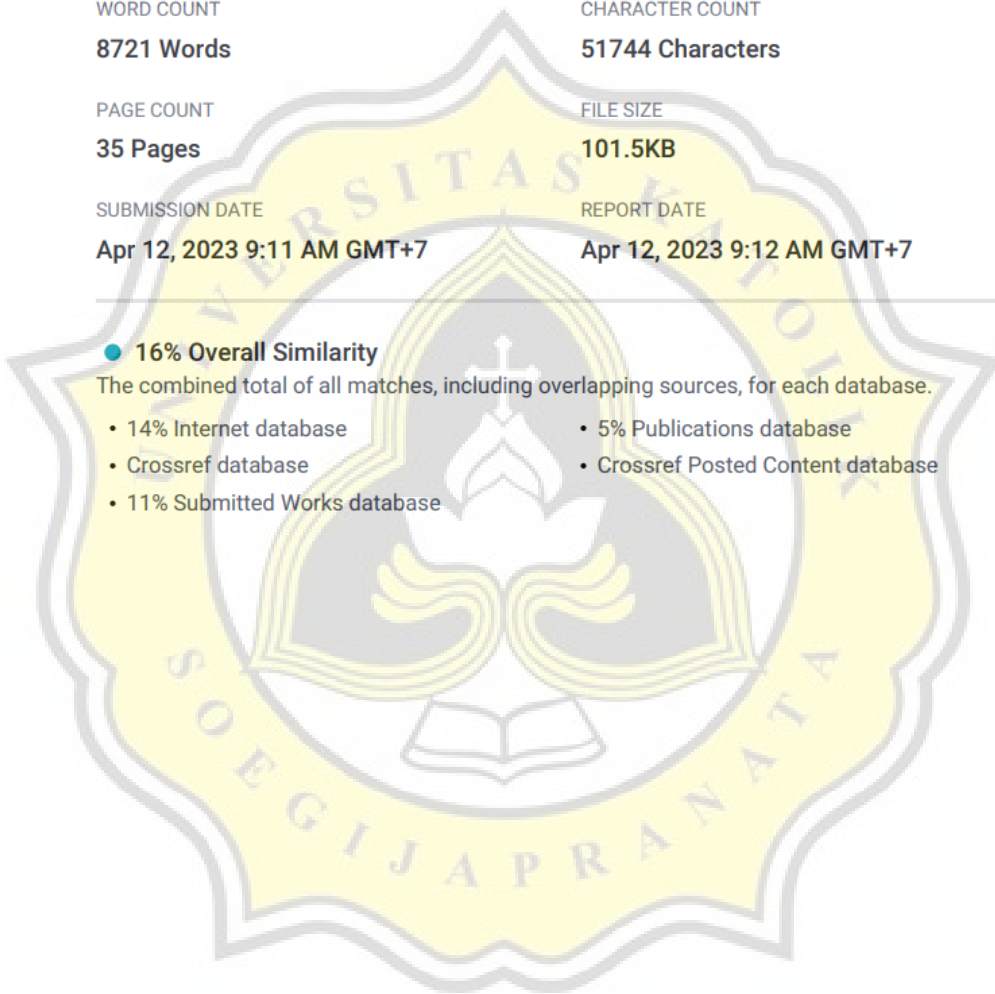 WORD COUNT
8721 Words
CHARACTER COUNT
51744 Characters
PAGE COUNT
35 Pages
FILE SIZE
101.5KB
SUBMISSION DATE
Apr 12, 2023 9:11 AM GMT+7
REPORT DATE
Apr 12, 2023 9:12 AM GMT+7
16% Overall Similarity
The combined total of all matches, including overlapping sources, for each database.
• 14% Internet database
• 5% Publications database
• Crossref database
• Crossref Posted Content database
• 11% Submitted Works database
UNIVERSITAS KATOLIK
SOEGIJAPRANATA